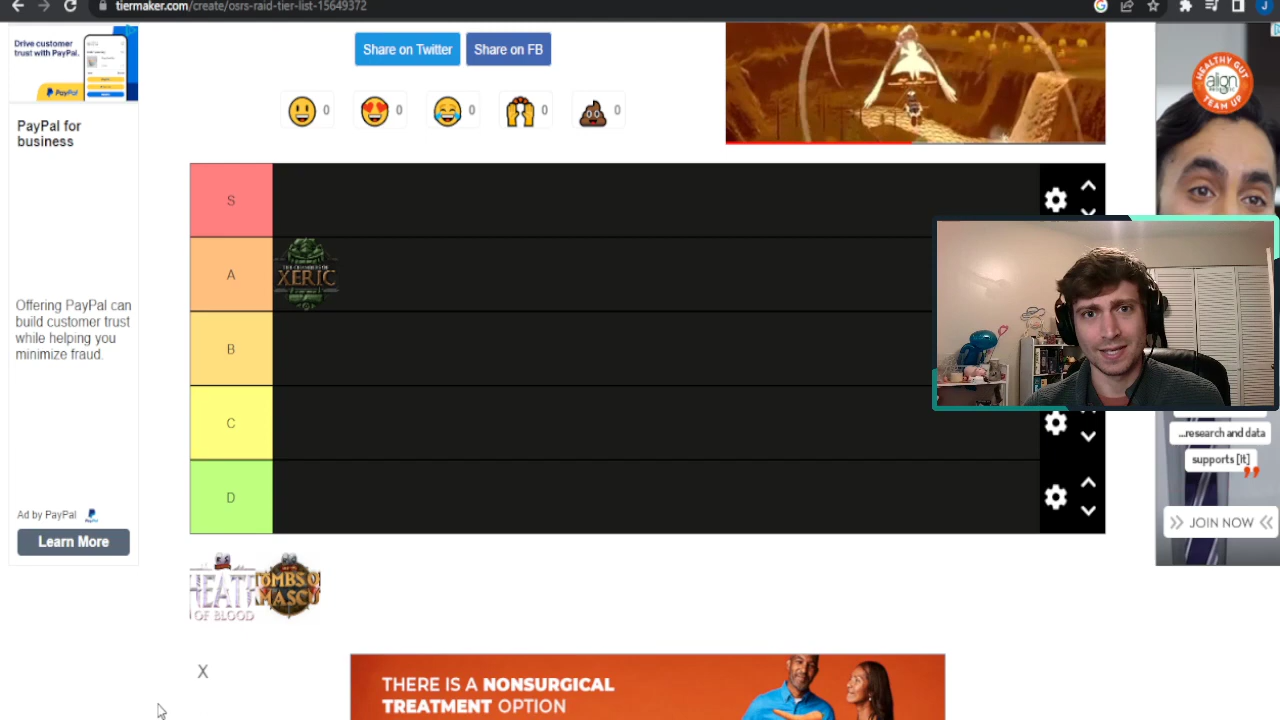 tiermaker.com/create/osrs-raid-tier-list-15649372
J
Drive customer
trust with PayPal.
PayPal
PayPal for
business
Offering PayPal can
build customer trust
while helping you
minimize fraud.
Ad by PayPal
Learn More
Share on Twitter
Share on FB
0
0
0
0
0
S
A
XERIC
B
C
D
OF BLOOD
X
THERE IS A NONSURGICAL
TREATMENT OPTION
HEALTHY GUT
align
TEAM UP
...research and data
supports [It]
JOIN NOW